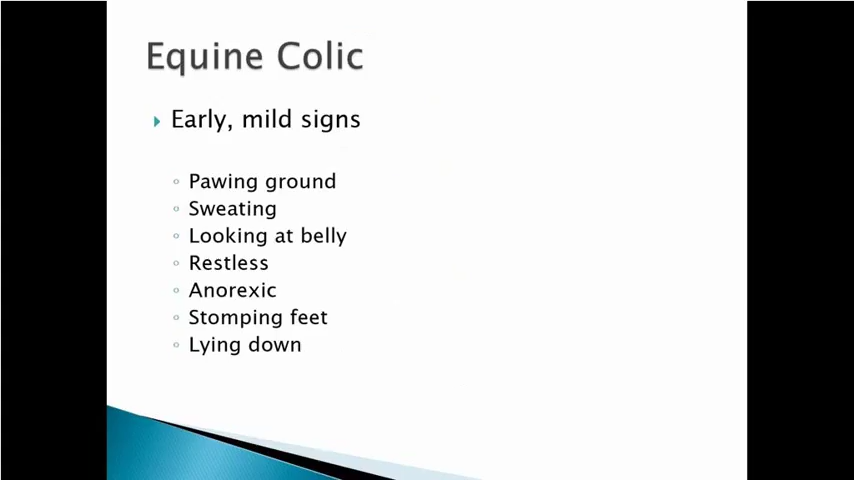 Equine Colic
Early, mild signs
Pawing ground
Sweating
Looking at belly
Restless
Anorexic
Stomping feet
Lying down